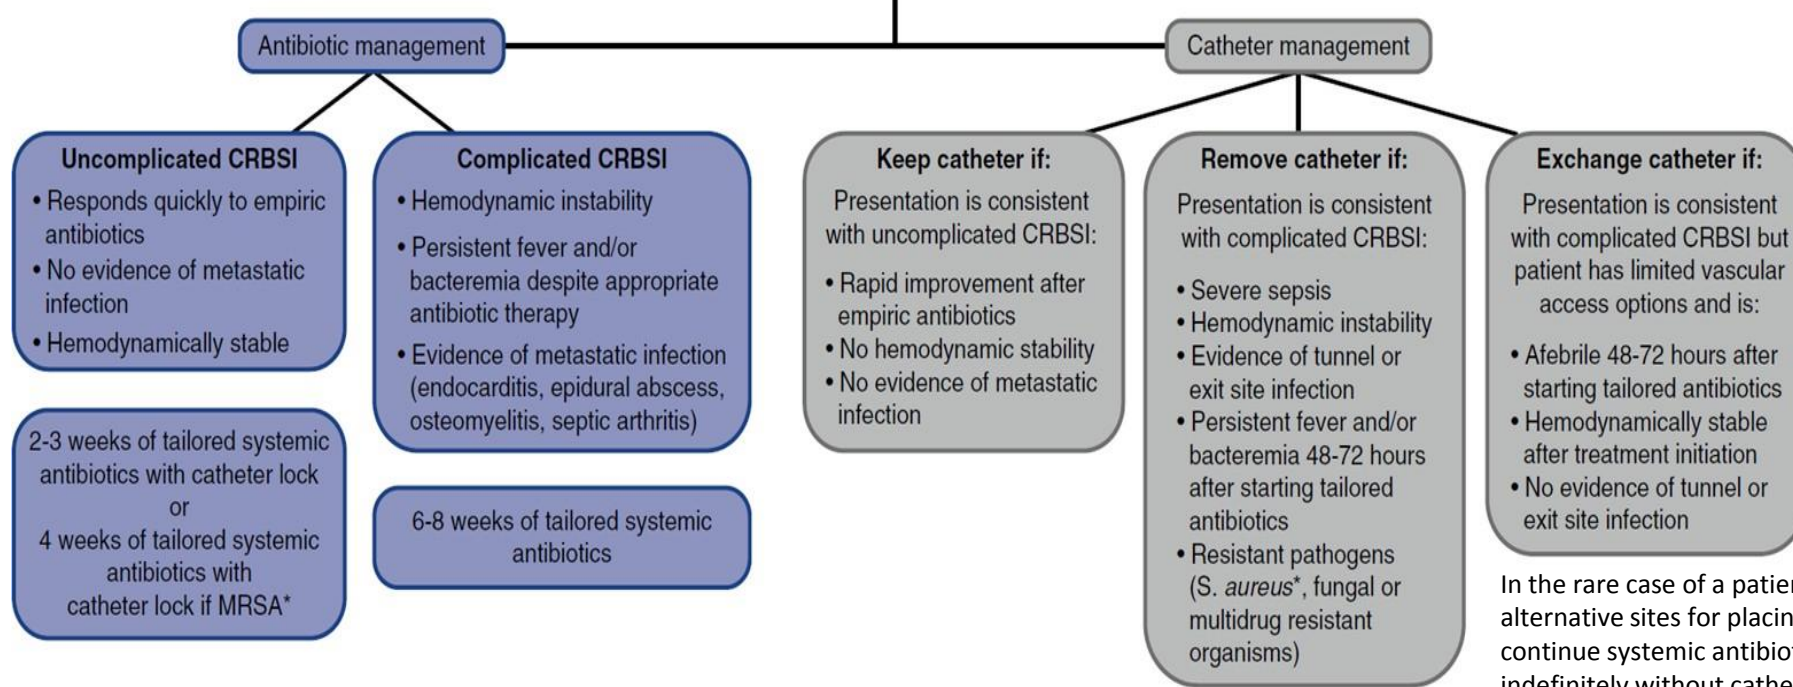 Antibiotic management
Catheter management
Uncomplicated CRBSI
• Responds quickly to empiric
antibiotics
• No evidence of metastatic
infection
• Hemodynamically stable
2-3 weeks of tailored systemic
antibiotics with catheter lock
or
4 weeks of tailored systemic
antibiotics with
catheter lock if MRSA*
Complicated CRBSI
• Hemodynamic instability
• Persistent fever and/or
bacteremia despite appropriate
antibiotic therapy
• Evidence of metastatic infection
(endocarditis, epidural abscess,
osteomyelitis, septic arthritis)
6-8 weeks of tailored systemic
antibiotics
Keep catheter if:
Presentation is consistent
with uncomplicated CRBSI:
• Rapid improvement after
empiric antibiotics
• No hemodynamic stability
• No evidence of metastatic
infection
Remove catheter if:
Presentation is consistent
with complicated CRBSI:
• Severe sepsis
• Hemodynamic instability
• Evidence of tunnel or
exit site infection
• Persistent fever and/or
bacteremia 48-72 hours
after starting tailored
antibiotics
• Resistant pathogens
(S. aureus*, fungal or
multidrug resistant
organisms)
Exchange catheter if:
Presentation is consistent
with complicated CRBSI but
patient has limited vascular
access options and is:
• Afebrile 48-72 hours after
starting tailored antibiotics
• Hemodynamically stable
after treatment initiation
• No evidence of tunnel or
exit site infection
In the rare case of a
alternative sites for
continue systemic
indefinitely without